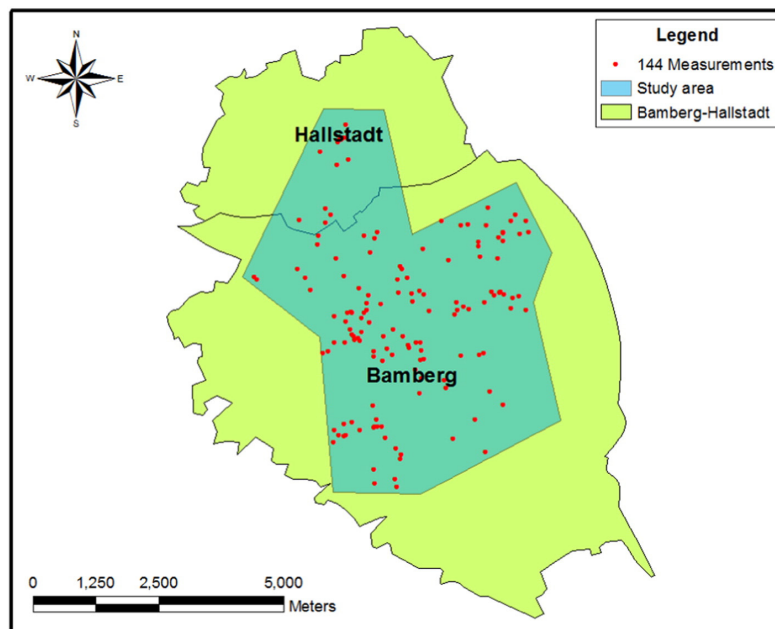 N
W
E
S
Legend
144 Measurements
Study area
Bamberg-Hallstadt
Hallstadt
Bamberg
0 1,250 2,500 5,000
Meters